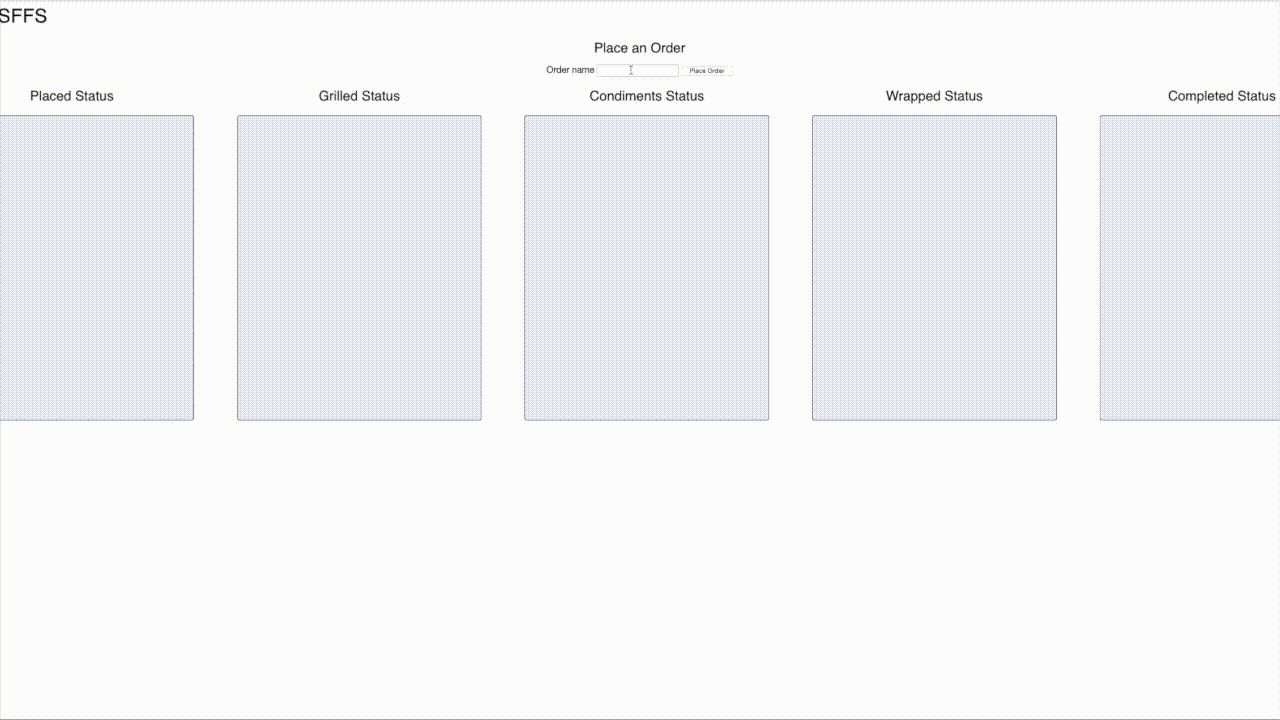 SFFS
Place an Order
Order name Place Order
Placed Status Grilled Status Condiments Status Wrapped Status Completed Status